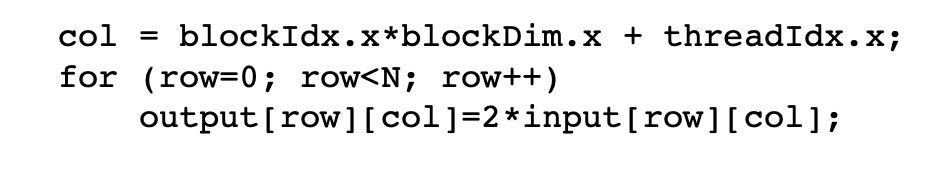 col = blockIdx.x*blockDim.x + threadIdx.x;
for (row=0; row<N; row++)
    output[row][col]=2*input[row][col];